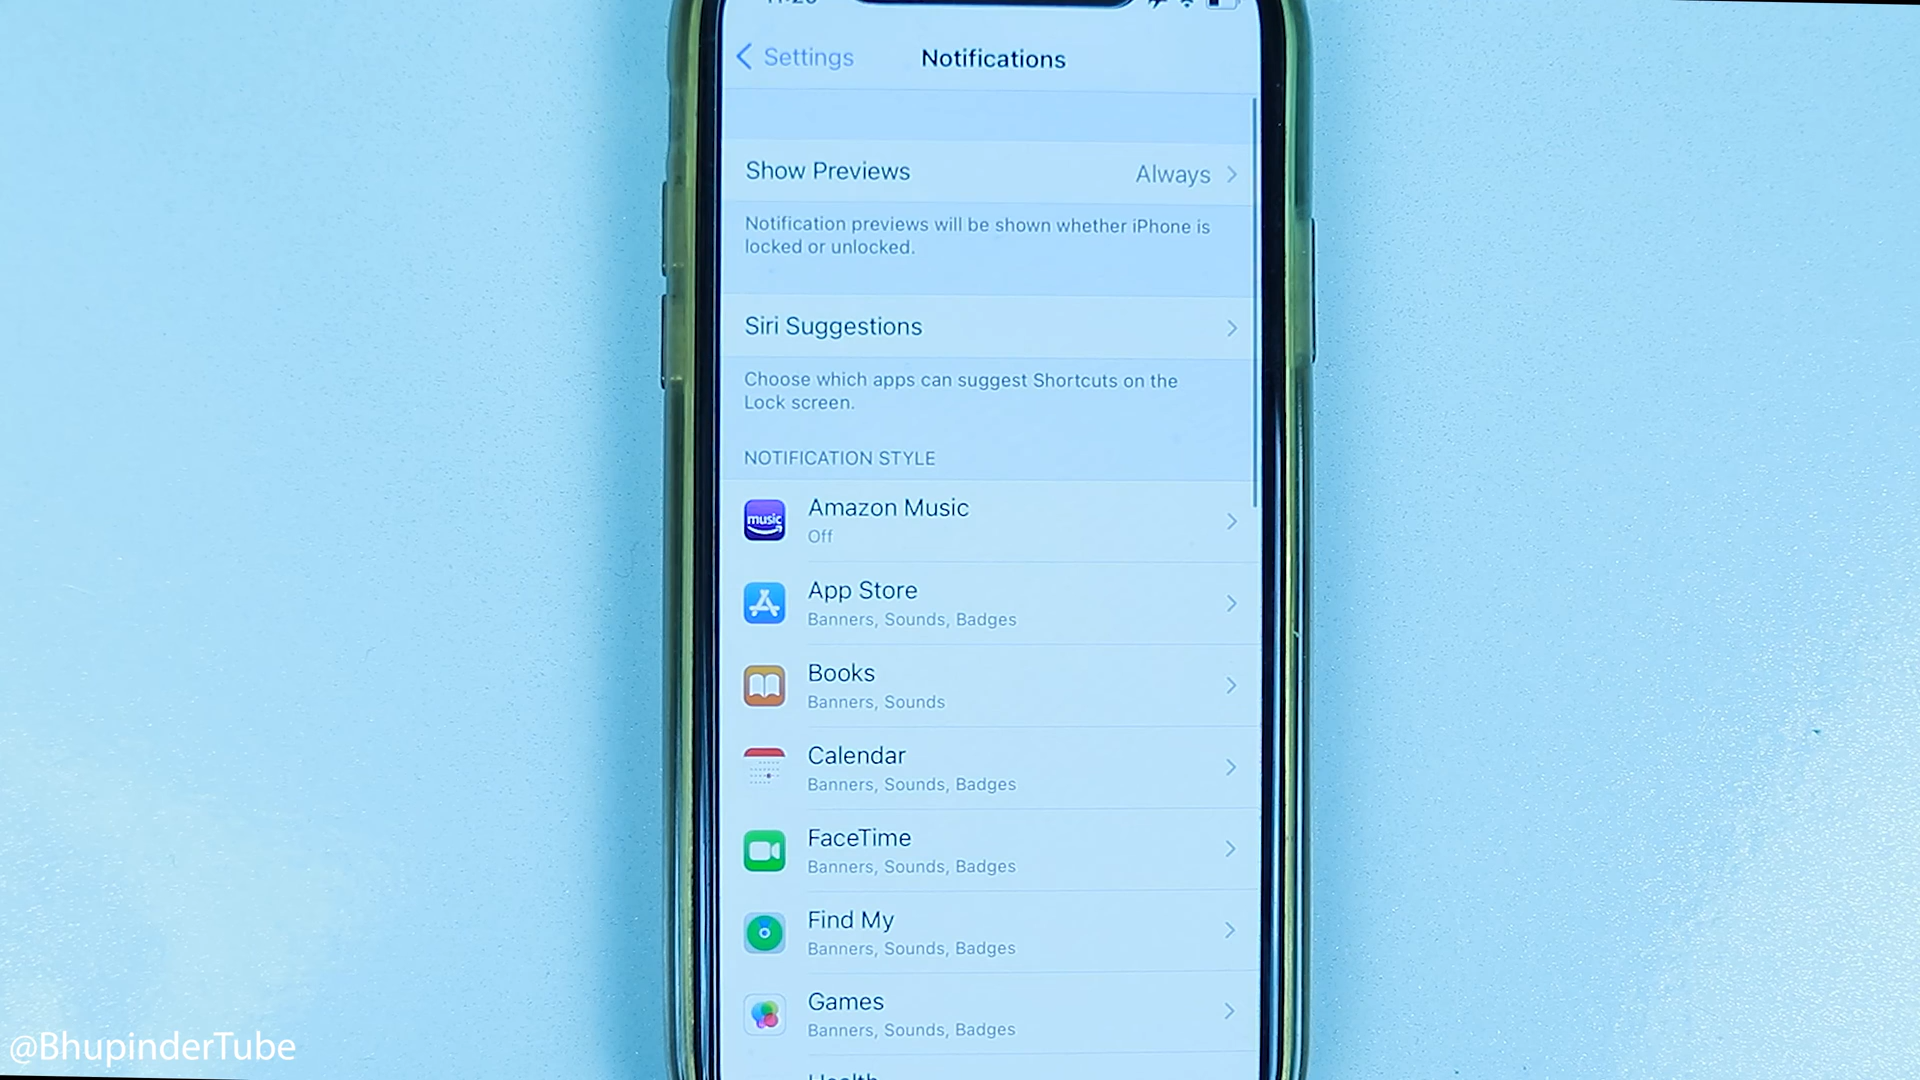 Settings
Notifications
Show Previews
Always
Notification previews will be shown whether iPhone is
locked or unlocked.
Siri Suggestions
Choose which apps can suggest Shortcuts on the
Lock screen.
NOTIFICATION STYLE
music
Amazon Music
Off
App Store
Banners, Sounds, Badges
Books
Banners, Sounds
Calendar
Banners, Sounds, Badges
FaceTime
Banners, Sounds, Badges
Find My
Banners, Sounds, Badges
Games
Banners, Sounds, Badges
@BhupinderTube